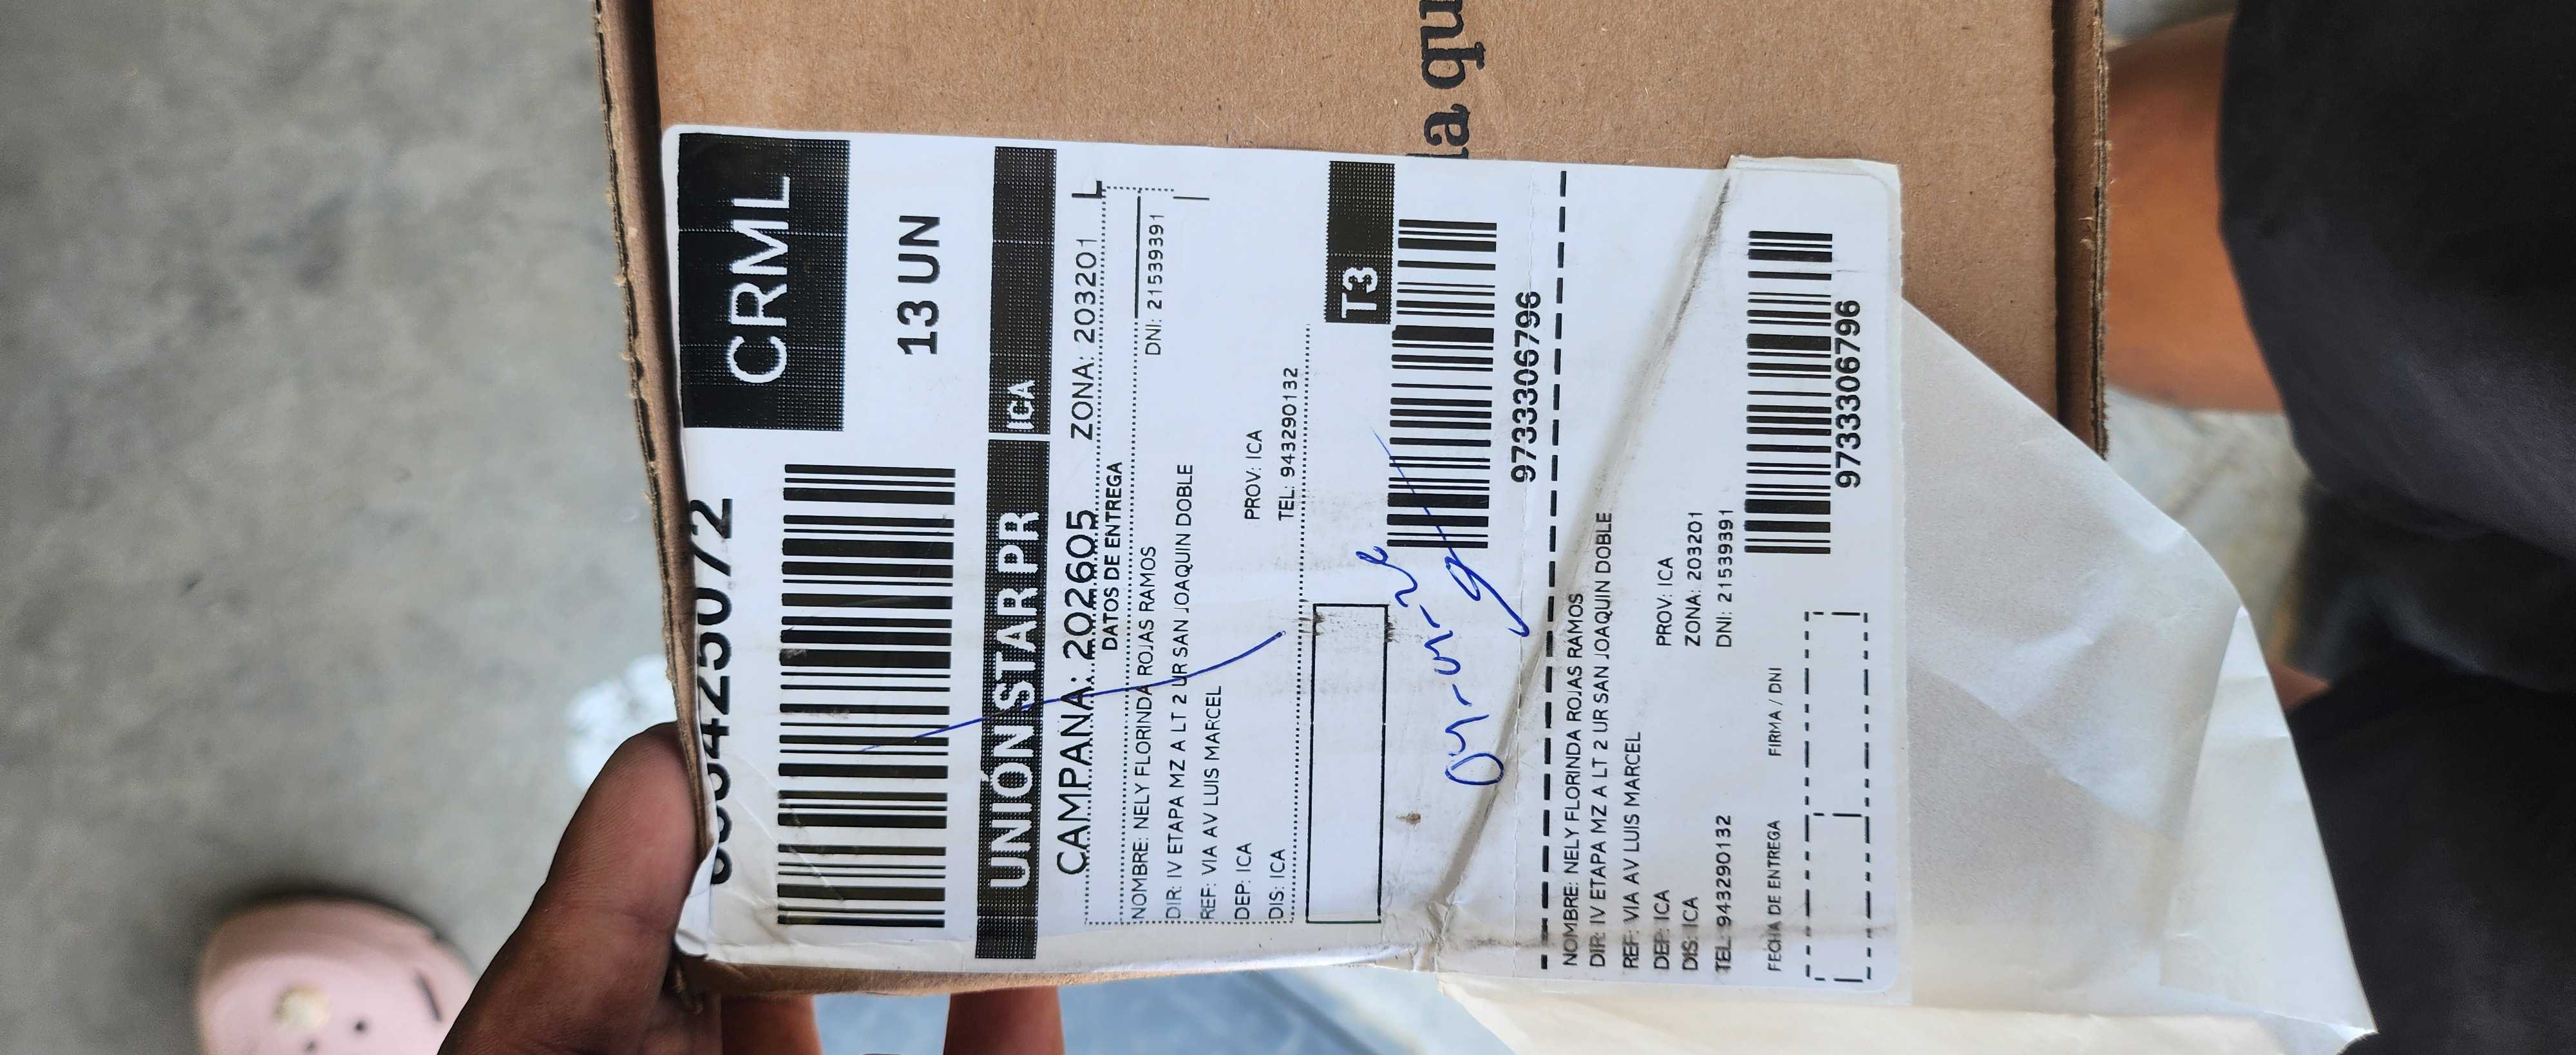 la qu
CRML
13 UN
UNIÓN STAR PR ICA
CAMPAÑA: 202605 ZONA: 203201 L
DATOS DE ENTREGA
NOMBRE: NELY FLORINDA ROJAS RAMOS
DNI: 21539391
DIR: IV ETAPA MZ A LT 2 UR SAN JOAQUIN DOBLE
REF: VIA AV LUIS MARCEL
DEP: ICA PROV: ICA
DIS: ICA TEL: 943290132
T3
9733306796
NOMBRE: NELY FLORINDA ROJAS RAMOS
DIR: IV ETAPA MZ A LT 2 UR SAN JOAQUIN DOBLE
REF: VIA AV LUIS MARCEL
DEP: ICA PROV: ICA
DIS: ICA ZONA: 203201
TEL: 943290132 DNI: 21539391
FECHA DE ENTREGA FIRMA / DNI
9733306796